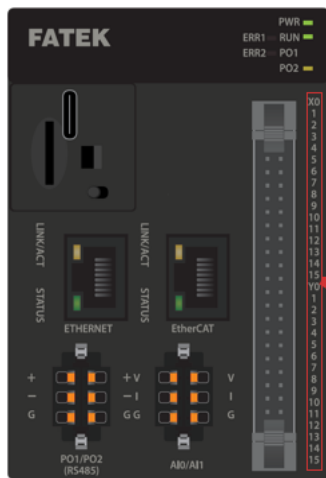 PWR
FATEK
ERR1 RUN
ERR2 PO1
PO2
X0
1
2
3
4
5
6
7
8
9
10
11
12
13
14
15
Y0
1
2
3
4
5
6
7
8
9
10
11
12
13
14
15
LINK/ACT
STATUS
ETHERNET
LINK/ACT
STATUS
EtherCAT
+ +
− −
G G
PO1/PO2
(RS485)
V V
I I
G G
AI0/AI1